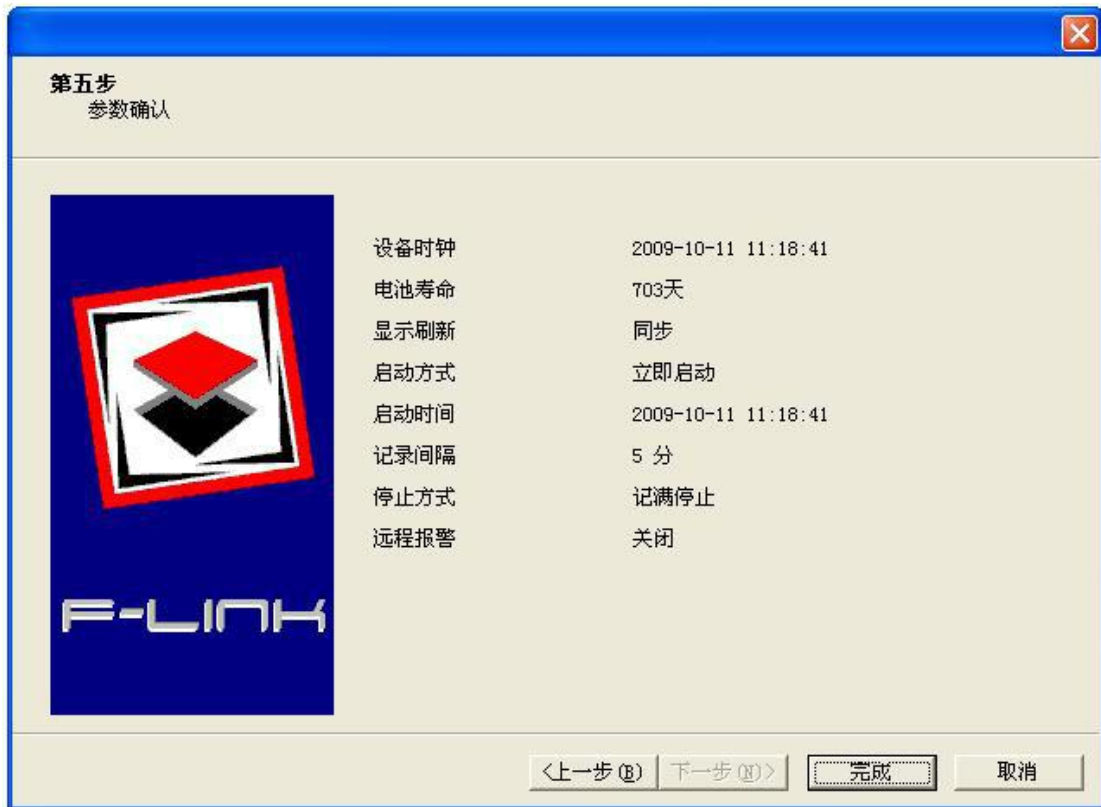 第五步
参数确认
设备时钟 2009-10-11 11:18:41
电池寿命 703天
显示刷新 同步
启动方式 立即启动
启动时间 2009-10-11 11:18:41
记录间隔 5 分
停止方式 记满停止
远程报警 关闭
F-LINK
<上一步(B) 下一步(N)> 完成 取消